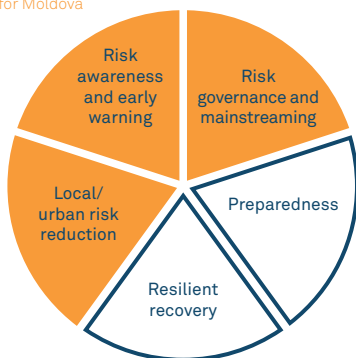 for Moldova
Risk
awareness
and early
warning
Risk
governance and
mainstreaming
Local/
urban risk
reduction
Preparedness
Resilient
recovery